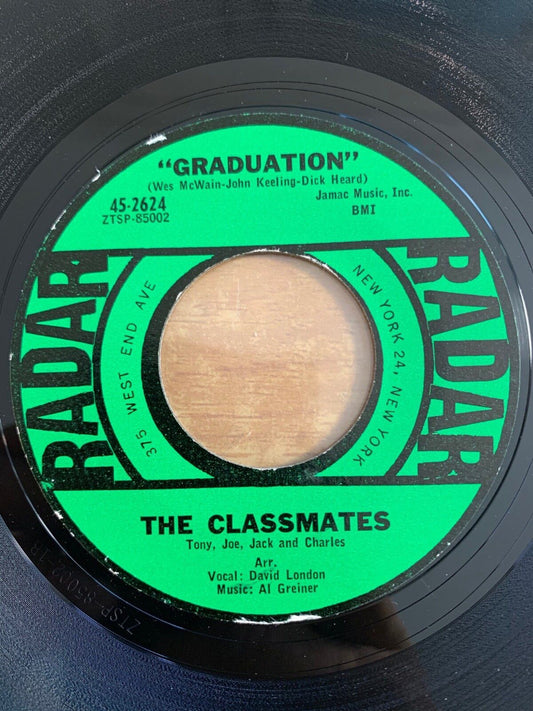 "GRADUATION"
(Wes McWain-John Keeling-Dick Heard)
45-2624
ZTSP-85002
Jamac Music, Inc.
BMI
RADAR
375 WEST END AVE
NEW YORK 24, NEW YORK
RADAR
THE CLASSMATES
Tony, Joe, Jack and Charles
Arr.
Vocal: David London
Music: Al Greiner
ZTSP-85002